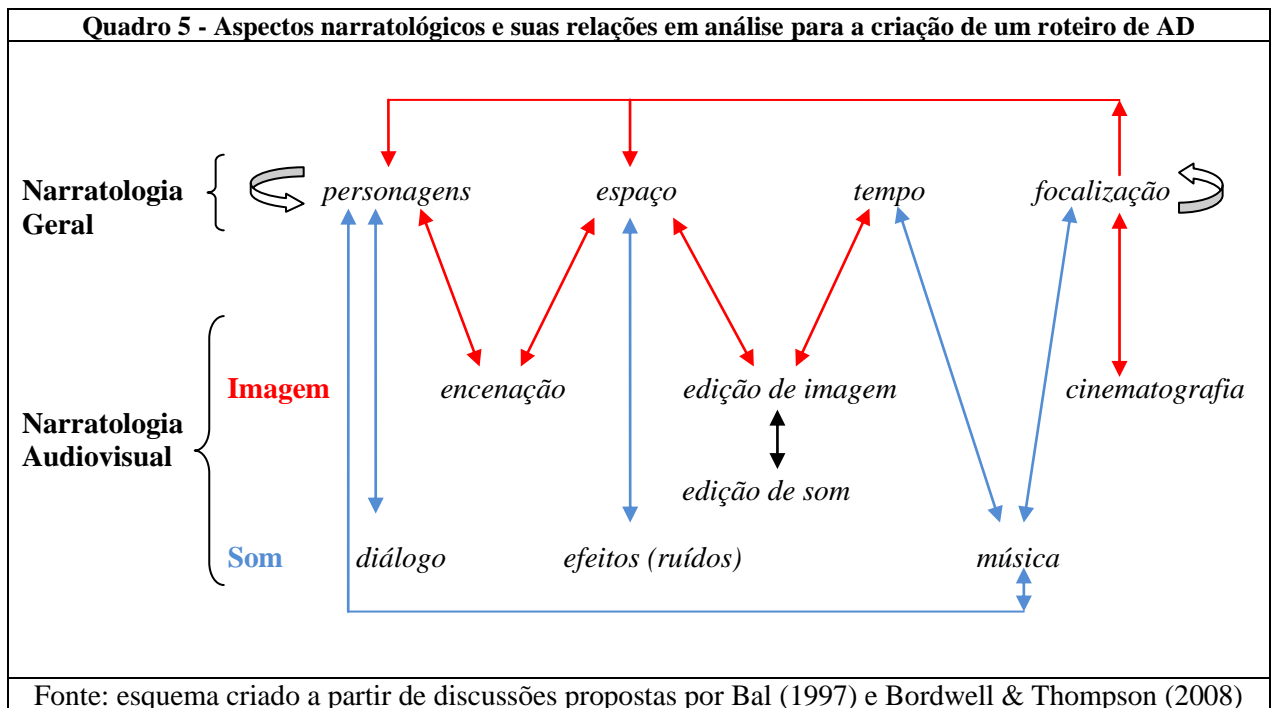 Quadro 5 - Aspectos narratológicos e suas relações em análise para a criação de um roteiro de AD
Narratologia
Geral
personagens espaço tempo focalização
Imagem encenação edição de imagem cinematografia
Narratologia
Audiovisual
edição de som
Som diálogo efeitos (ruídos) música
Fonte: esquema criado a partir de discussões propostas por Bal (1997) e Bordwell & Thompson (2008)